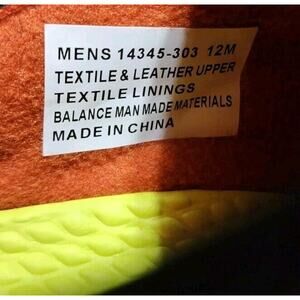 MENS 14345-303 12M
TEXTILE & LEATHER UPPER
TEXTILE LININGS
BALANCE MAN MADE MATERIALS
MADE IN CHINA